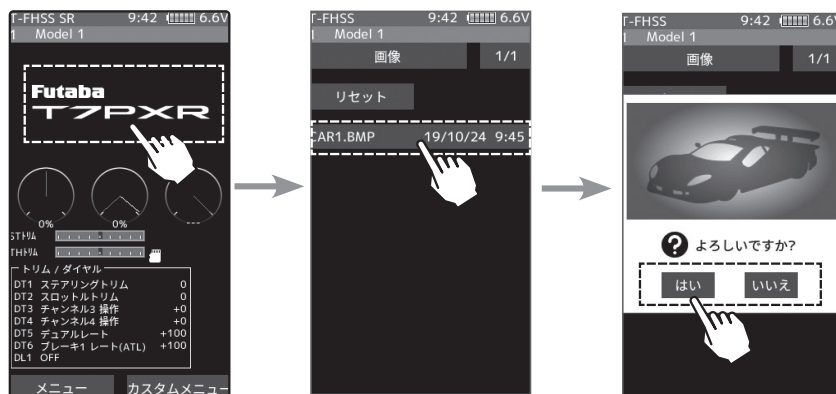 T-FHSS SR 9:42 6.6V
1 Model 1
Futaba
T7PXR
0% 0%
STトリム 5
THトリム 5
トリム / ダイヤル
DT1 ステアリングトリム 0
DT2 スロットルトリム 0
DT3 チャンネル3 操作 +0
DT4 チャンネル4 操作 +0
DT5 デュアルレート +100
DT6 ブレーキ1 レート(ATL) +100
DL1 OFF
メニュー カスタムメニュー
T-FHSS 9:42 6.6V
1 Model 1
画像 1/1
リセット
CAR1.BMP 19/10/24 9:45
T-FHSS 9:42 6.6V
1 Model 1
画像 1/1
? よろしいですか?
はい いいえ